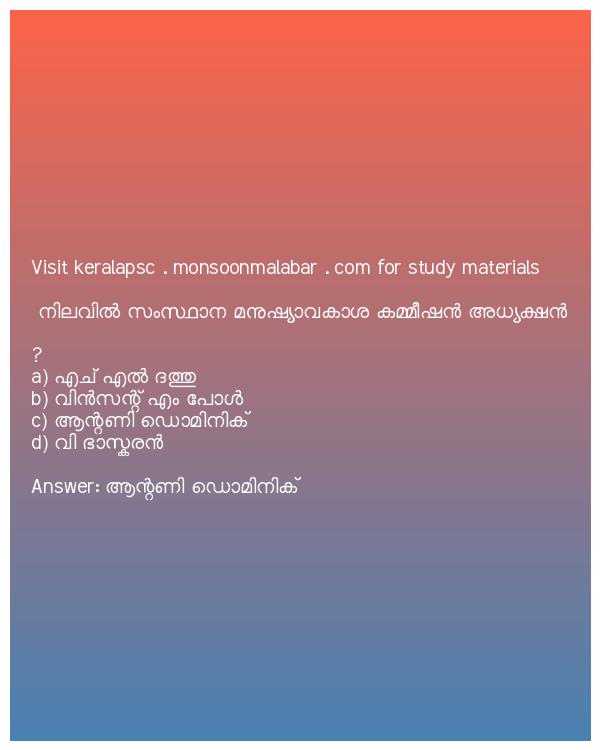 Visit keralapsc . monsoonmalabar . com for study materials
നിലവിൽ സംസ്ഥാന മനുഷ്യാവകാശ കമ്മീഷൻ അധ്യക്ഷൻ
?
a) എച് എൽ ദത്തു
b) വിൻസന്റ് എം പോൾ
c) ആന്റണി ഡൊമിനിക്
d) വി ഭാസ്കരൻ
Answer: ആന്റണി ഡൊമിനിക്